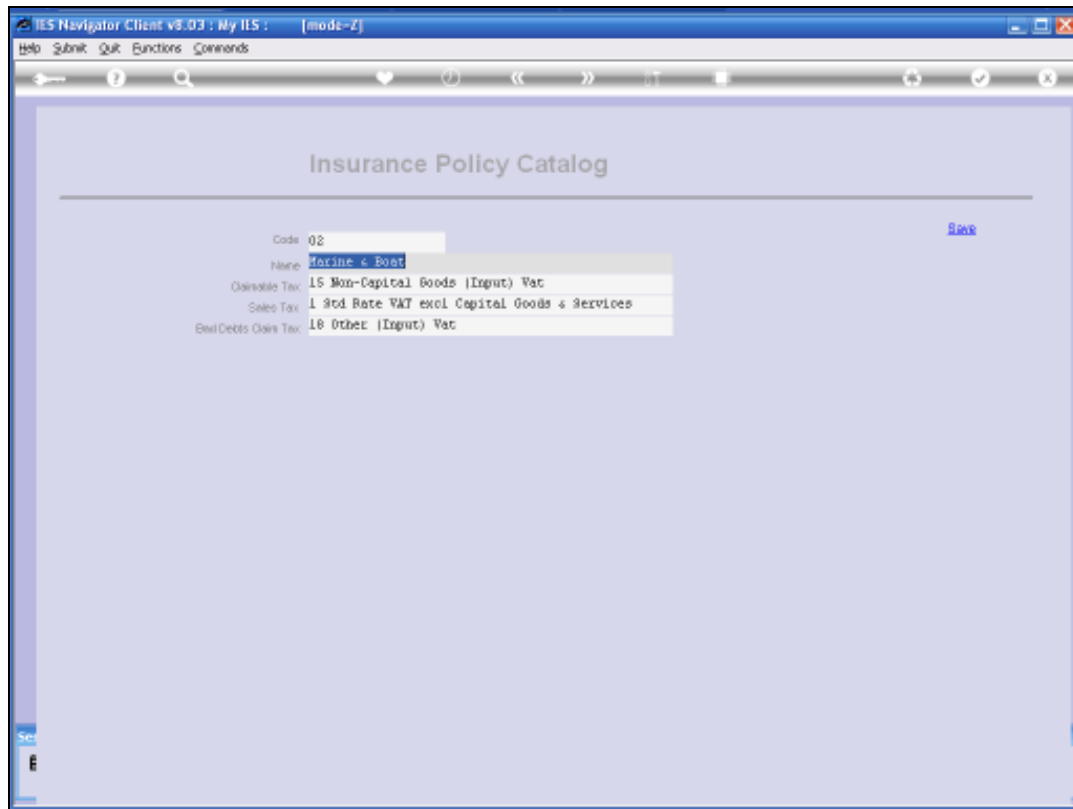 IES Navigator Client v8.03 : My IES : [mode-Z]
Help Submit Quit Functions Commands
Insurance Policy Catalog
Save
Code 02
Name Marine & Boat
Claimable Tax 15 Non-Capital Goods (Input) Vat
Sales Tax 1 Std Rate VAT excl Capital Goods & Services
Debts Claim Tax 18 Other (Input) Vat